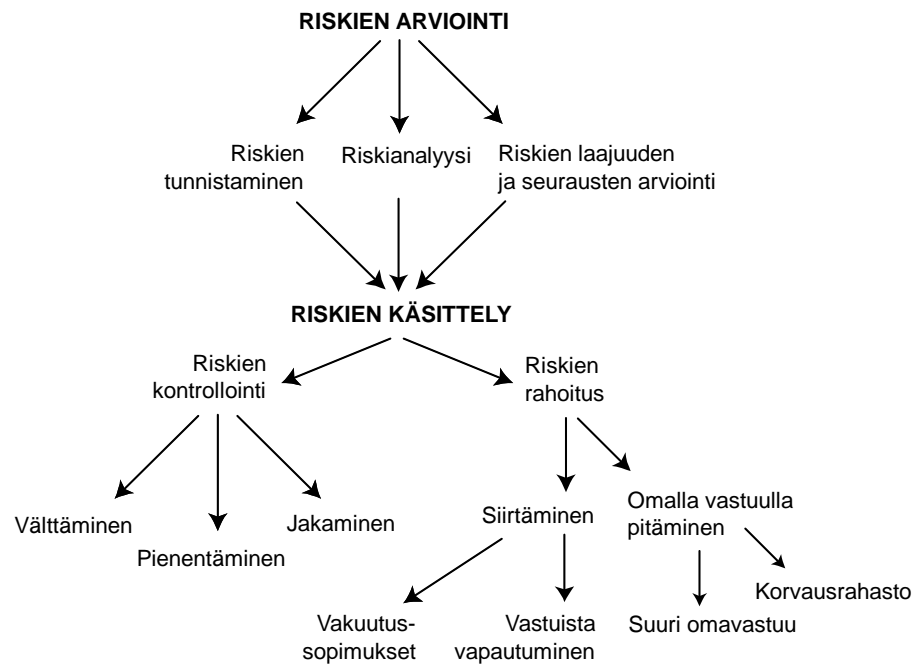 RISKIEN ARVIOINTI
Riskien
tunnistaminen
Riskianalyysi
Riskien laajuuden
ja seurausten arviointi
RISKIEN KÄSITTELY
Riskien
kontrollointi
Riskien
rahoitus
Välttäminen
Pienentäminen
Jakaminen
Siirtäminen
Omalla vastuulla
pitäminen
Vakuutus-
sopimukset
Vastuista
vapautuminen
Suuri omavastuu
Korvausrahasto